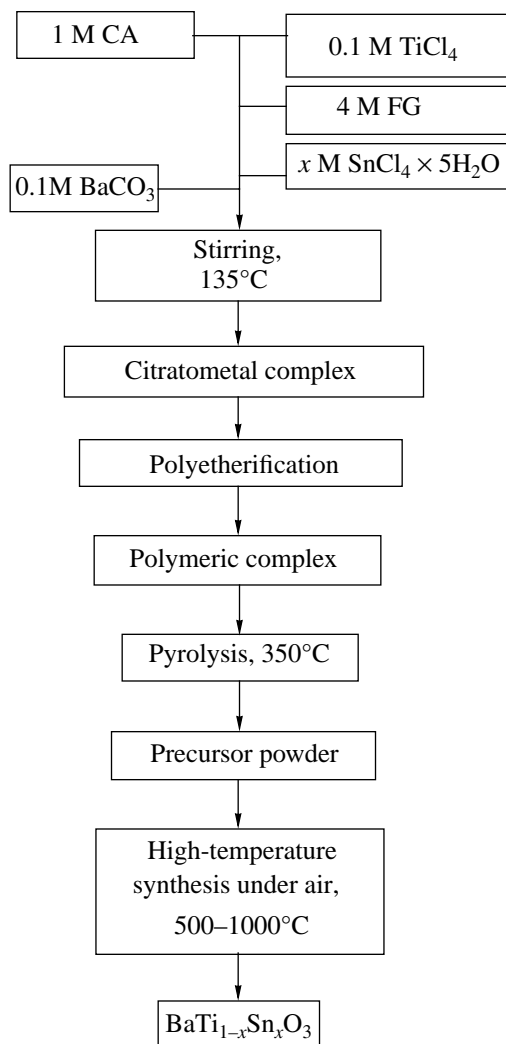 1 M CA
0.1 M TiCl₄
4 M FG
x M SnCl₄ × 5H₂O
0.1M BaCO₃
Stirring,
135°C
Citratometal complex
Polyetherification
Polymeric complex
Pyrolysis, 350°C
Precursor powder
High-temperature
synthesis under air,
500–1000°C
BaTi₁₋ₓSnₓO₃